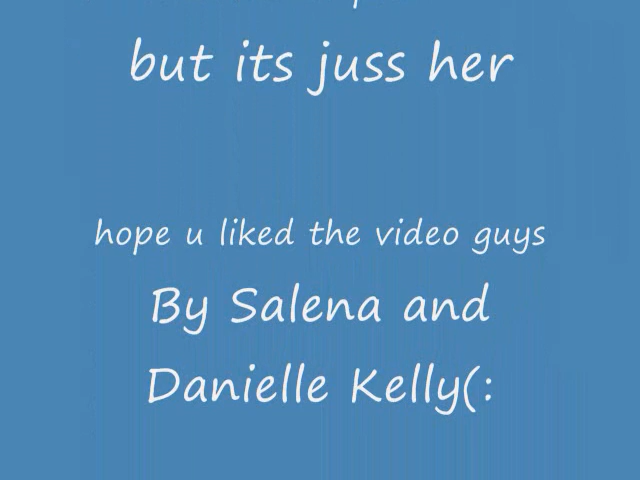 but its juss her
hope u liked the video guys
By Salena and
Danielle Kelly(: